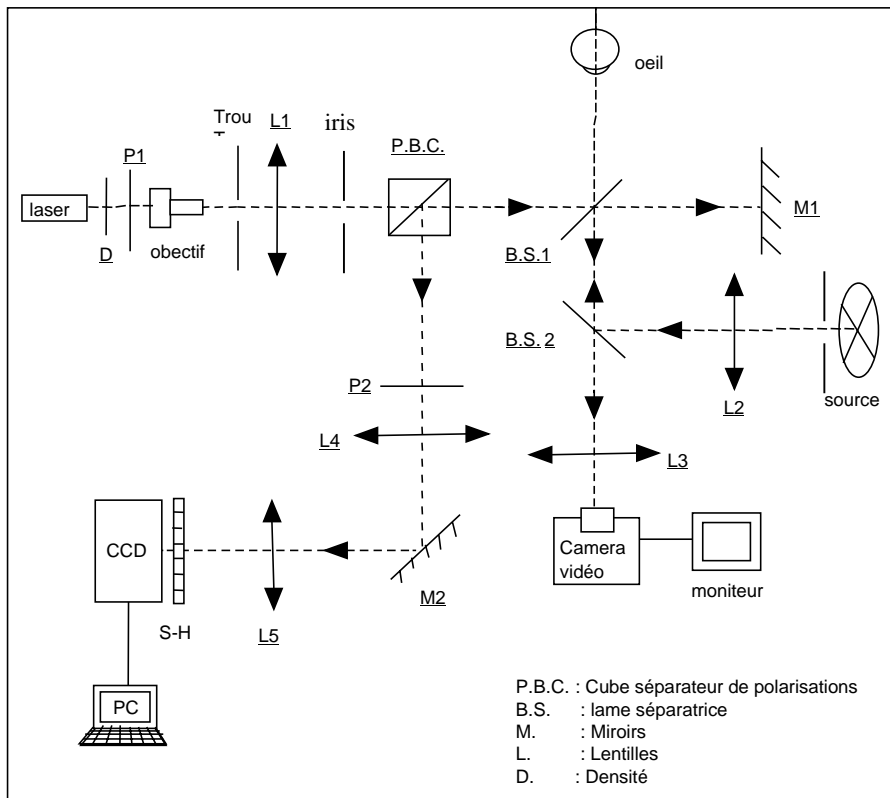 oeil
Trou
T
L1
iris
P1
P.B.C.
laser
M1
D
obectif
B.S.1
B.S.2
P2
L2
source
L4
L3
CCD
Camera
vidéo
M2
moniteur
S-H
L5
PC
P.B.C. : Cube séparateur de polarisations
B.S. : lame séparatrice
M. : Miroirs
L. : Lentilles
D. : Densité